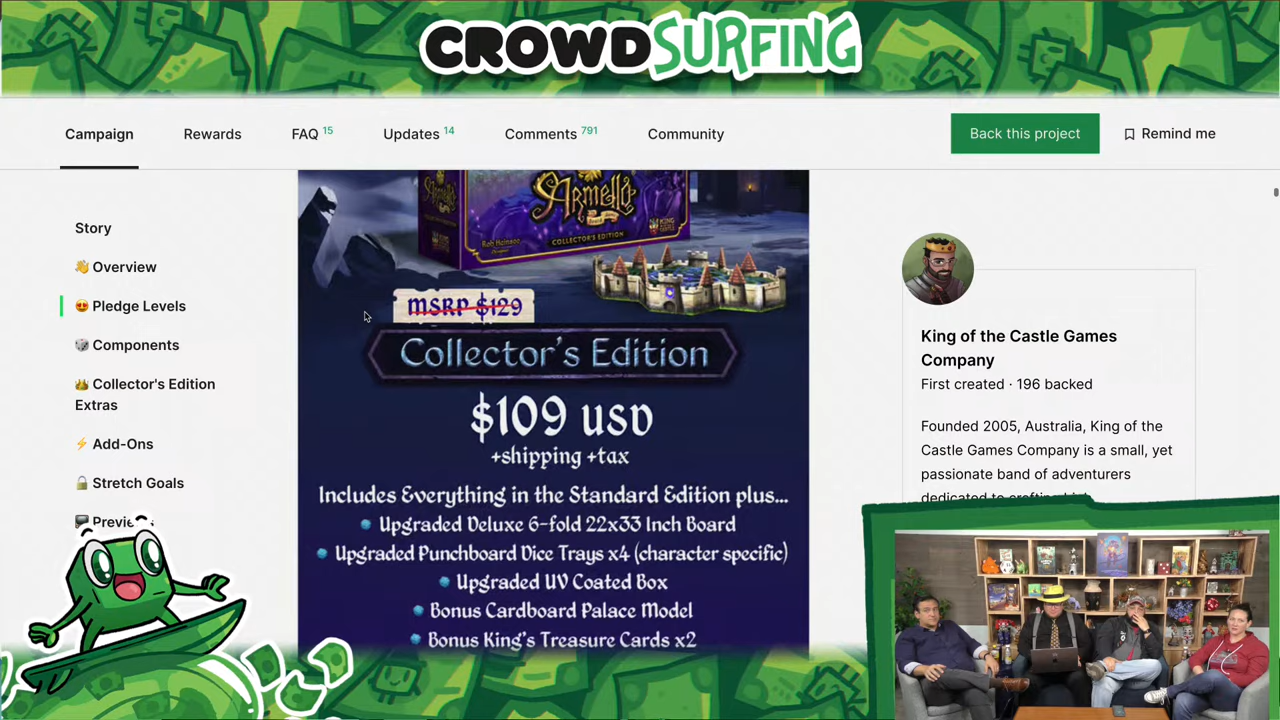 CROWDSURFING
Campaign
Rewards
FAQ 15
Updates 14
Comments 791
Community
Back this project
Remind me
Story
👋 Overview
😍 Pledge Levels
🎲 Components
👑 Collector's Edition
Extras
⚡ Add-Ons
🔒 Stretch Goals
ARMELLO
Rob Heinsoo
COLLECTOR'S EDITION
MSRP $129
Collector's Edition
$109 USD
+shipping +tax
Includes Everything in the Standard Edition plus...
Upgraded Deluxe 6-fold 22x33 Inch Board
Upgraded Punchboard Dice Trays x4 (character specific)
Upgraded UV Coated Box
Bonus Cardboard Palace Model
Bonus King's Treasure Cards x2
King of the Castle Games
Company
First created · 196 backed
Founded 2005, Australia, King of the
Castle Games Company is a small, yet
passionate band of adventurers
dedicated to